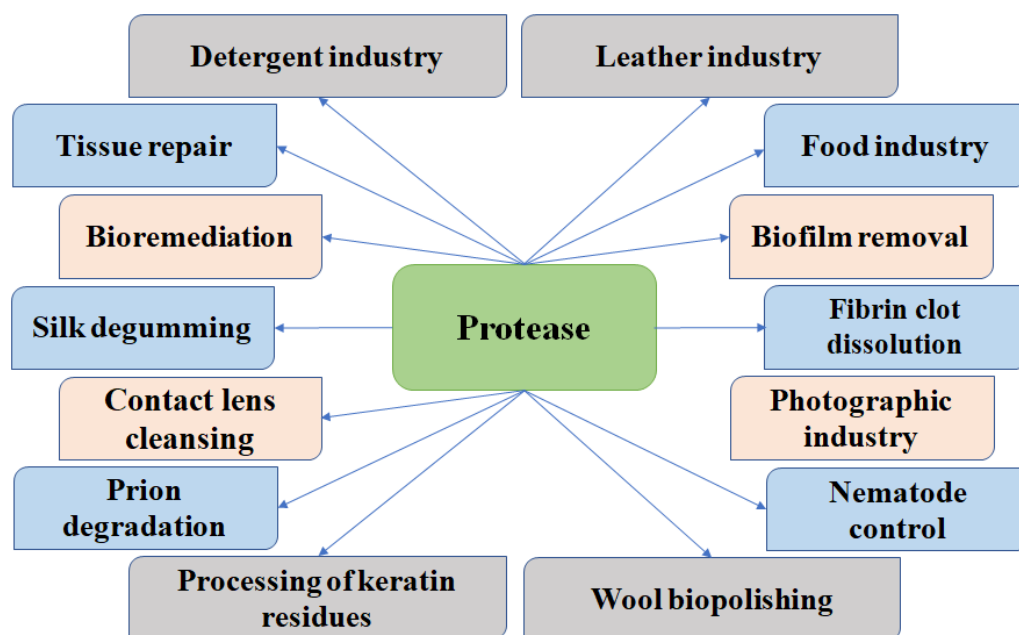 Detergent industry
Leather industry
Tissue repair
Food industry
Bioremediation
Biofilm removal
Protease
Silk degumming
Fibrin clot
dissolution
Contact lens
cleansing
Photographic
industry
Prion
degradation
Nematode
control
Processing of keratin
residues
Wool biopolishing